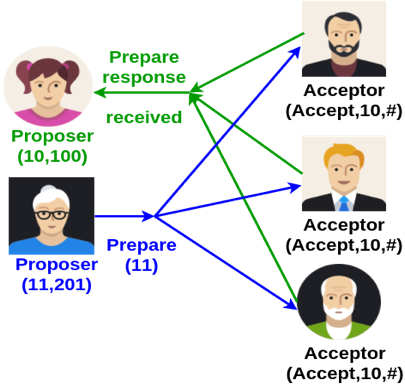 Prepare
response
received
Proposer
(10,100)
Proposer
(11,201)
Prepare
(11)
Acceptor
(Accept,10,#)
Acceptor
(Accept,10,#)
Acceptor
(Accept,10,#)